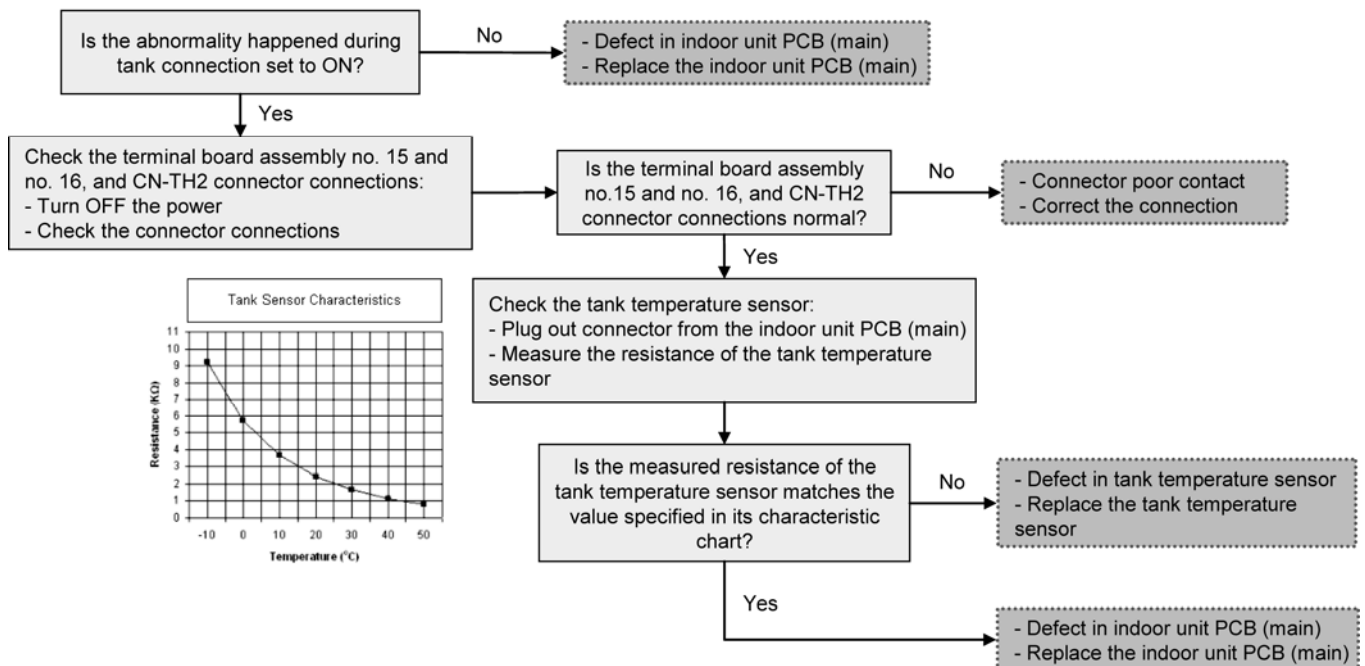 Is the abnormality happened during
tank connection set to ON?
No
- Defect in indoor unit PCB (main)
- Replace the indoor unit PCB (main)
Yes
Check the terminal board assembly no. 15 and
no. 16, and CN-TH2 connector connections:
- Turn OFF the power
- Check the connector connections
Is the terminal board assembly
no.15 and no. 16, and CN-TH2
connector connections normal?
No
- Connector poor contact
- Correct the connection
Yes
Check the tank temperature sensor:
- Plug out connector from the indoor unit PCB (main)
- Measure the resistance of the tank temperature
sensor
Tank Sensor Characteristics
Resistance (KΩ)
11
10
9
8
7
6
5
4
3
2
1
0
-10 0 10 20 30 40 50
Temperature (°C)
Is the measured resistance of the
tank temperature sensor matches the
value specified in its characteristic
chart?
No
- Defect in tank temperature sensor
- Replace the tank temperature
sensor
Yes
- Defect in indoor unit PCB (main)
- Replace the indoor unit PCB (main)